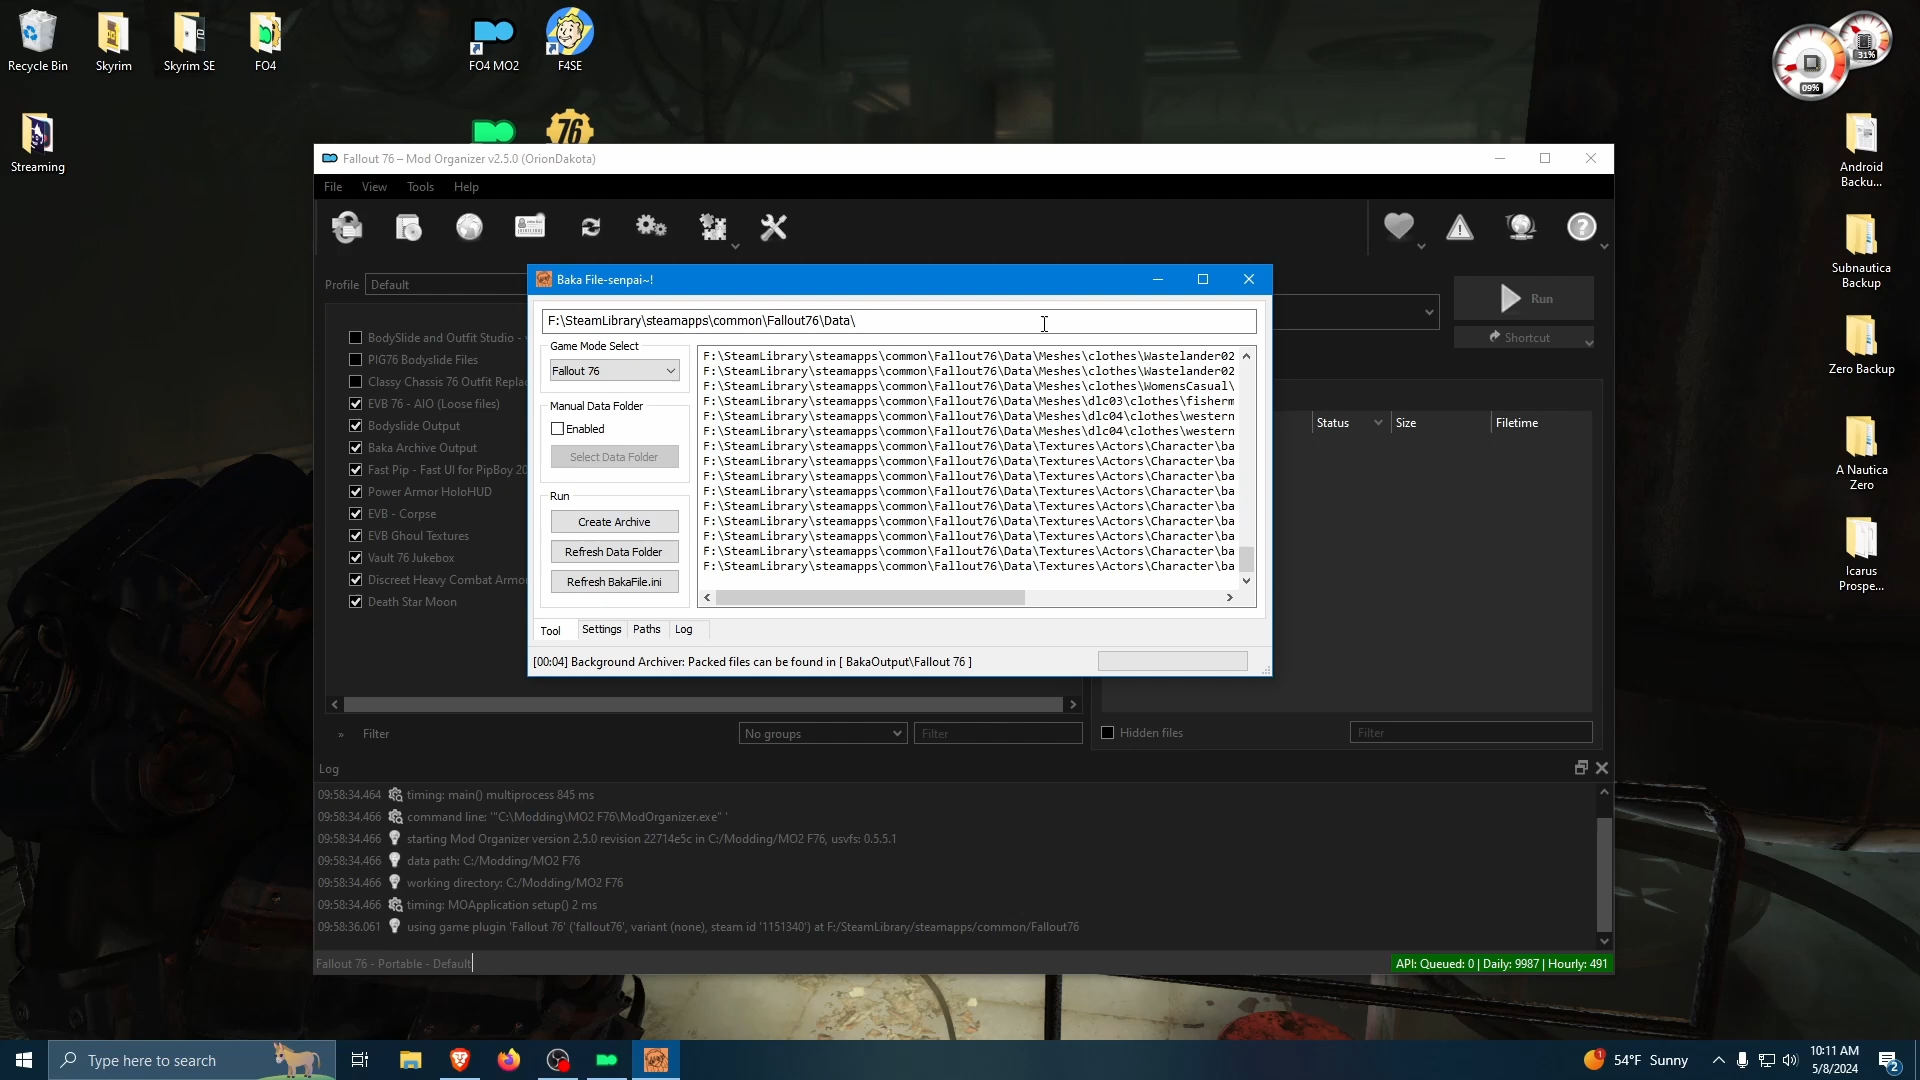 Recycle Bin
Skyrim
Skyrim SE
FO4
FO4 MO2
F4SE
76
31%
09%
Streaming
Android
Backu...
Subnautica
Backup
Zero Backup
A Nautica
Zero
Icarus
Prospe...
Fallout 76 – Mod Organizer v2.5.0 (OrionDakota)
File View Tools Help
Profile Default
Run
Shortcut
BodySlide and Outfit Studio -
PIG76 Bodyslide Files
Classy Chassis 76 Outfit Repla
EVB 76 - AIO (Loose files)
Bodyslide Output
Baka Archive Output
Fast Pip - Fast UI for PipBoy 20
Power Armor HoloHUD
EVB - Corpse
EVB Ghoul Textures
Vault 76 Jukebox
Discreet Heavy Combat Armo
Death Star Moon
Status Size Filetime
Baka File-senpai~!
F:\SteamLibrary\steamapps\common\Fallout76\Data\
Game Mode Select
Fallout 76
Manual Data Folder
Enabled
Select Data Folder
Run
Create Archive
Refresh Data Folder
Refresh BakaFile.ini
F:\SteamLibrary\steamapps\common\Fallout76\Data\Meshes\clothes\Wastelander02
F:\SteamLibrary\steamapps\common\Fallout76\Data\Meshes\clothes\Wastelander02
F:\SteamLibrary\steamapps\common\Fallout76\Data\Meshes\clothes\WomensCasual\
F:\SteamLibrary\steamapps\common\Fallout76\Data\Meshes\dlc03\clothes\fisherm
F:\SteamLibrary\steamapps\common\Fallout76\Data\Meshes\dlc04\clothes\western
F:\SteamLibrary\steamapps\common\Fallout76\Data\Meshes\dlc04\clothes\western
F:\SteamLibrary\steamapps\common\Fallout76\Data\Textures\Actors\Character\ba
F:\SteamLibrary\steamapps\common\Fallout76\Data\Textures\Actors\Character\ba
F:\SteamLibrary\steamapps\common\Fallout76\Data\Textures\Actors\Character\ba
F:\SteamLibrary\steamapps\common\Fallout76\Data\Textures\Actors\Character\ba
F:\SteamLibrary\steamapps\common\Fallout76\Data\Textures\Actors\Character\ba
F:\SteamLibrary\steamapps\common\Fallout76\Data\Textures\Actors\Character\ba
F:\SteamLibrary\steamapps\common\Fallout76\Data\Textures\Actors\Character\ba
F:\SteamLibrary\steamapps\common\Fallout76\Data\Textures\Actors\Character\ba
F:\SteamLibrary\steamapps\common\Fallout76\Data\Textures\Actors\Character\ba
Tool Settings Paths Log
[00:04] Background Archiver: Packed files can be found in [ BakaOutput\Fallout 76 ]
» Filter
No groups
Filter
Hidden files
Filter
Log
09:58:34.464 timing: main() multiprocess 845 ms
09:58:34.466 command line: '"C:\Modding\MO2 F76\ModOrganizer.exe" '
09:58:34.466 starting Mod Organizer version 2.5.0 revision 22714e5c in C:/Modding/MO2 F76, usvfs: 0.5.5.1
09:58:34.466 data path: C:/Modding/MO2 F76
09:58:34.466 working directory: C:/Modding/MO2 F76
09:58:34.466 timing: MOApplication setup() 2 ms
09:58:36.061 using game plugin 'Fallout 76' ('fallout76', variant (none), steam id '1151340') at F:/SteamLibrary/steamapps/common/Fallout76
Fallout 76 - Portable - Default
API: Queued: 0 | Daily: 9987 | Hourly: 491
Type here to search
1
54°F Sunny
10:11 AM
5/8/2024
2